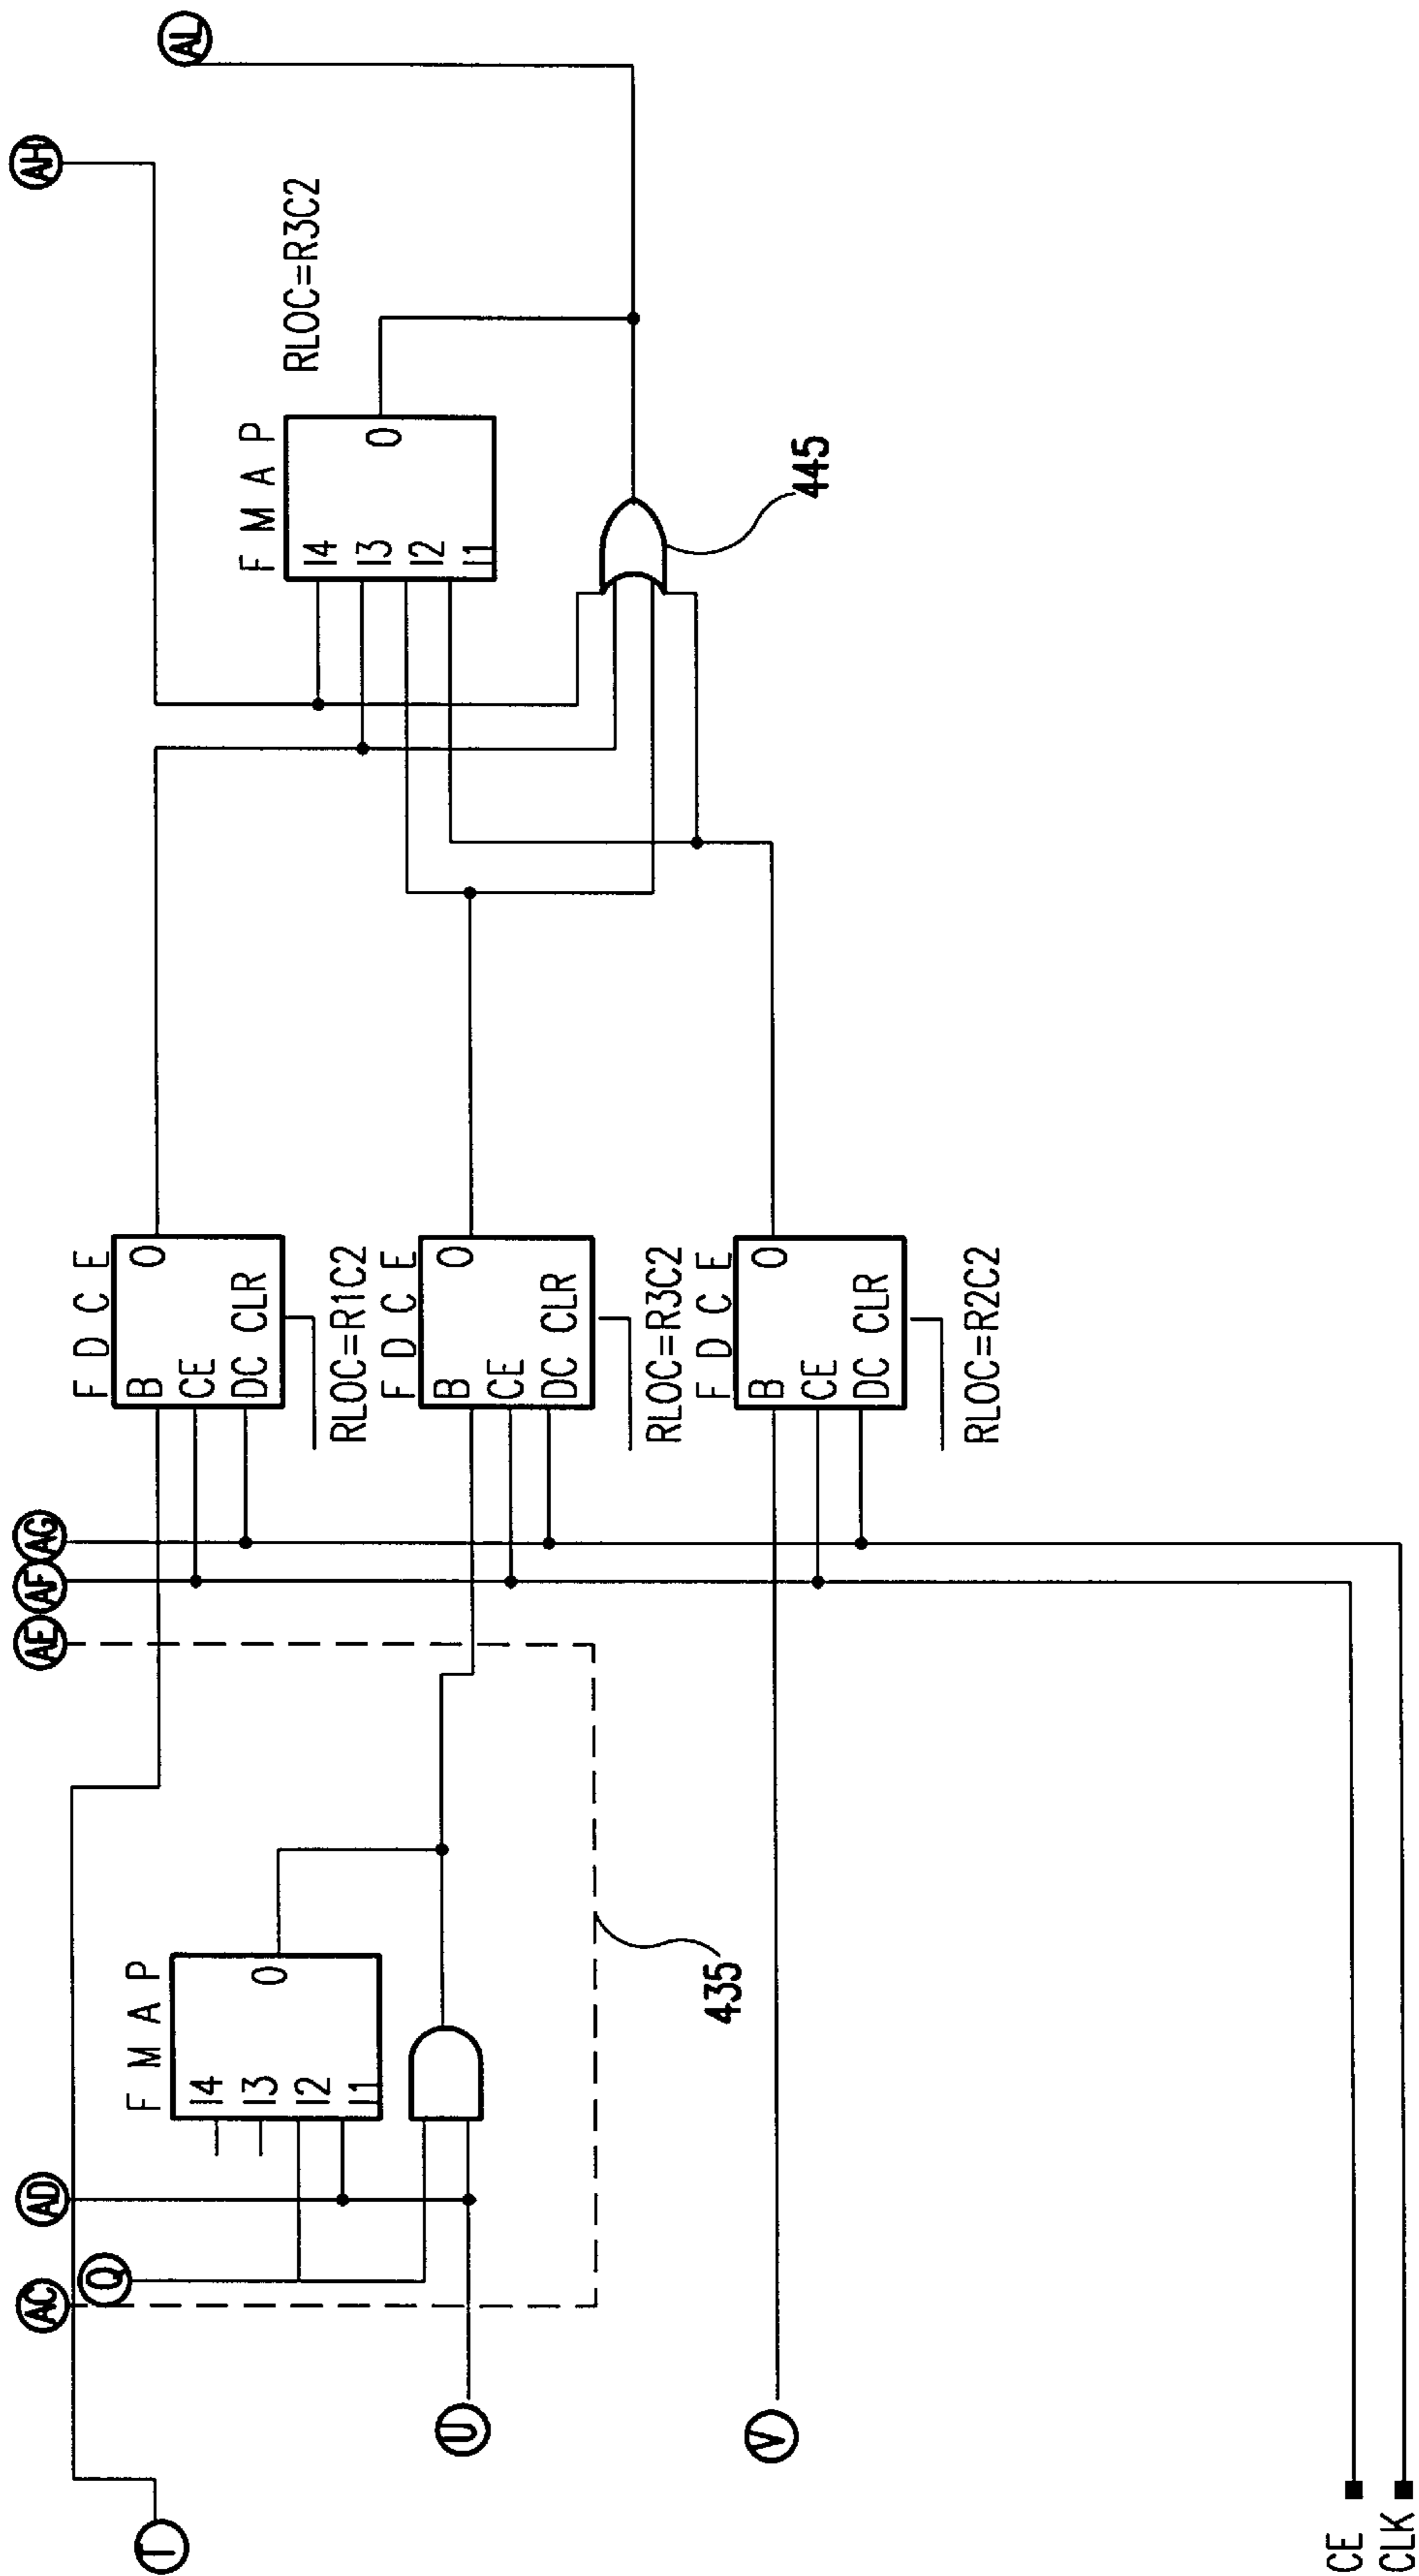 AC
Q
AD
AE
AF
AG
AH
AL
T
F M A P
I4
I3
I2
I1
O
F D C E
B
CE
DC CLR
O
RLOC=R1C2
F M A P
I4
I3
I2
I1
O
RLOC=R3C2
U
F D C E
B
CE
DC CLR
O
RLOC=R3C2
445
435
V
F D C E
B
CE
DC CLR
O
RLOC=R2C2
CE
CLK